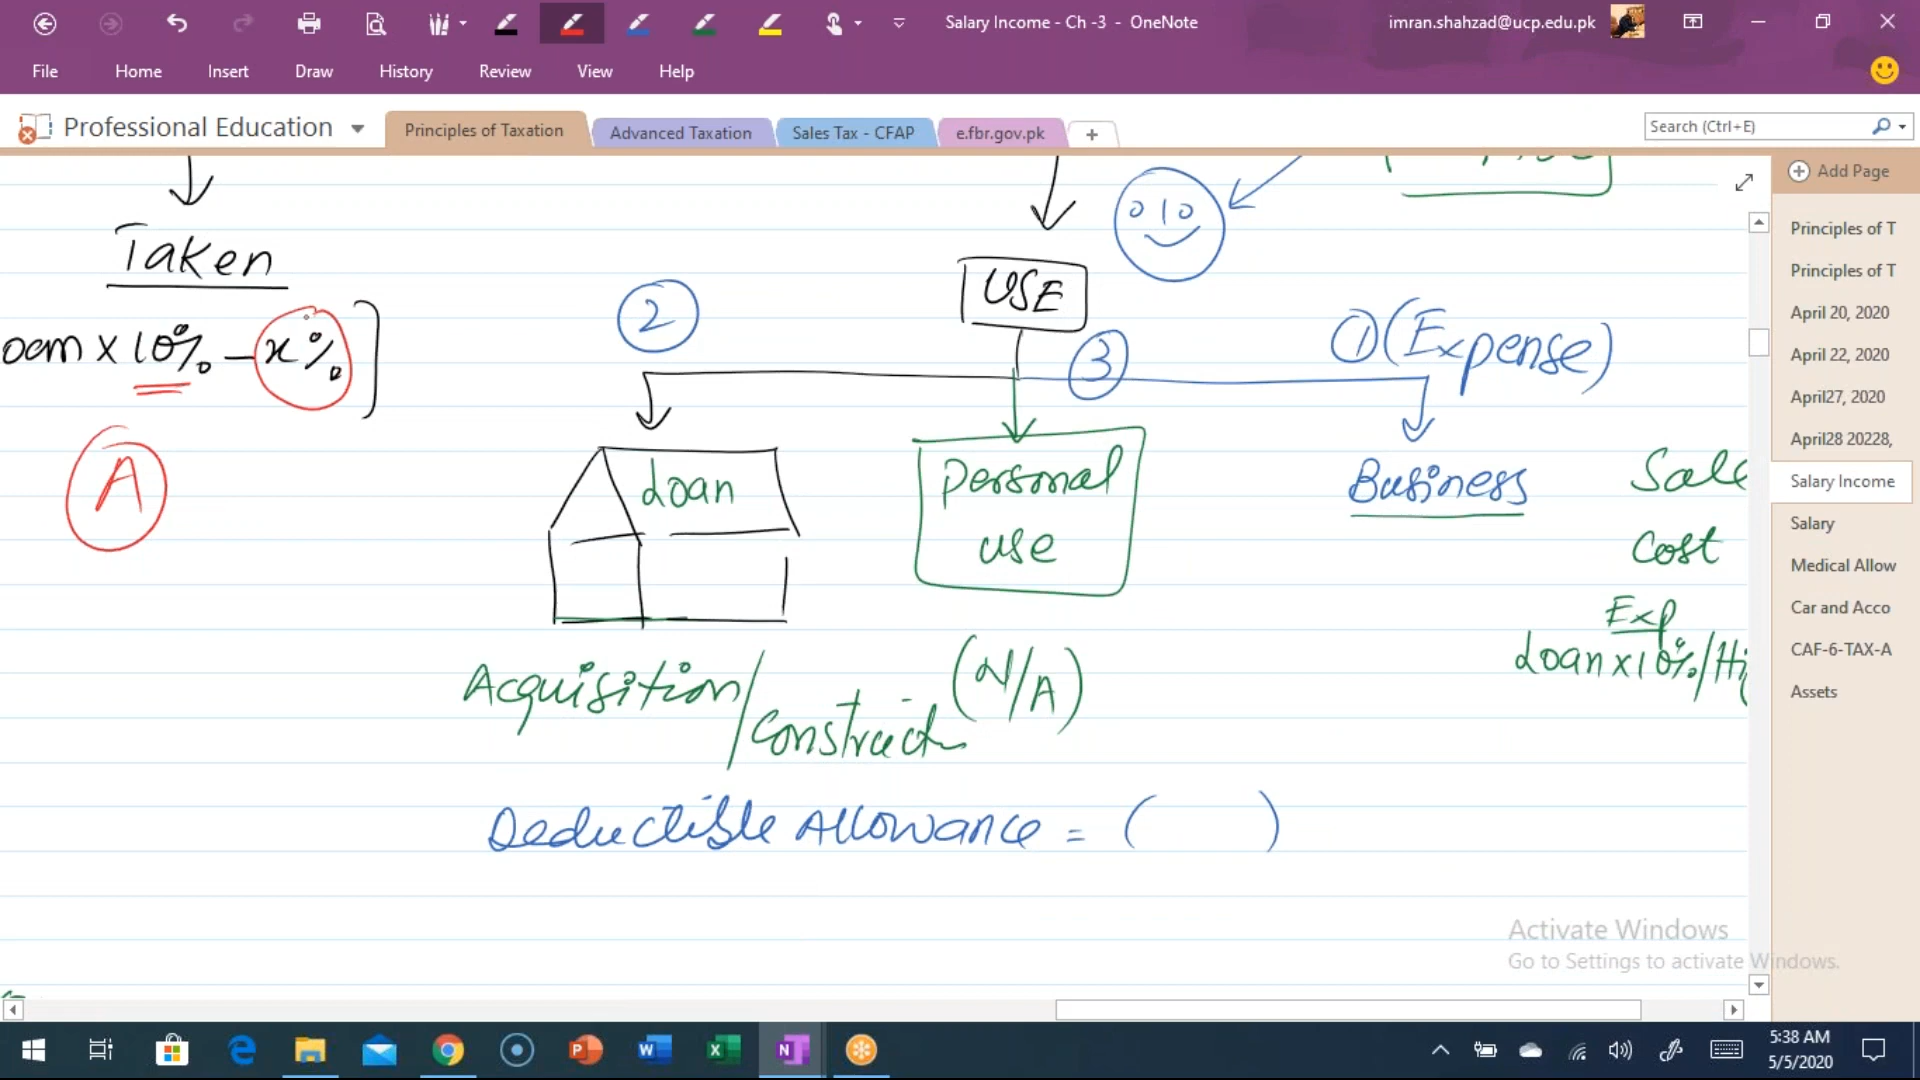 Salary Income - Ch -3 - OneNote
imran.shahzad@ucp.edu.pk
File Home Insert Draw History Review View Help
Professional Education
Principles of Taxation
Advanced Taxation
Sales Tax - CFAP
e.fbr.gov.pk
Search (Ctrl+E)
Add Page
Principles of T
Principles of T
April 20, 2020
April 22, 2020
April27, 2020
April28 20228,
Salary Income
Salary
Medical Allow
Car and Acco
CAF-6-TAX-A
Assets
Taken
oan x 10% - x%]
A
USE
2
3
1 (Expense)
Loan
Personal
use
Business
Sale
Cost
Exp
Loan x 10% / Hi
Acquisition/
Construct
(N/A)
Deductible Allowance = ( )
Activate Windows
Go to Settings to activate Windows.
5:38 AM
5/5/2020